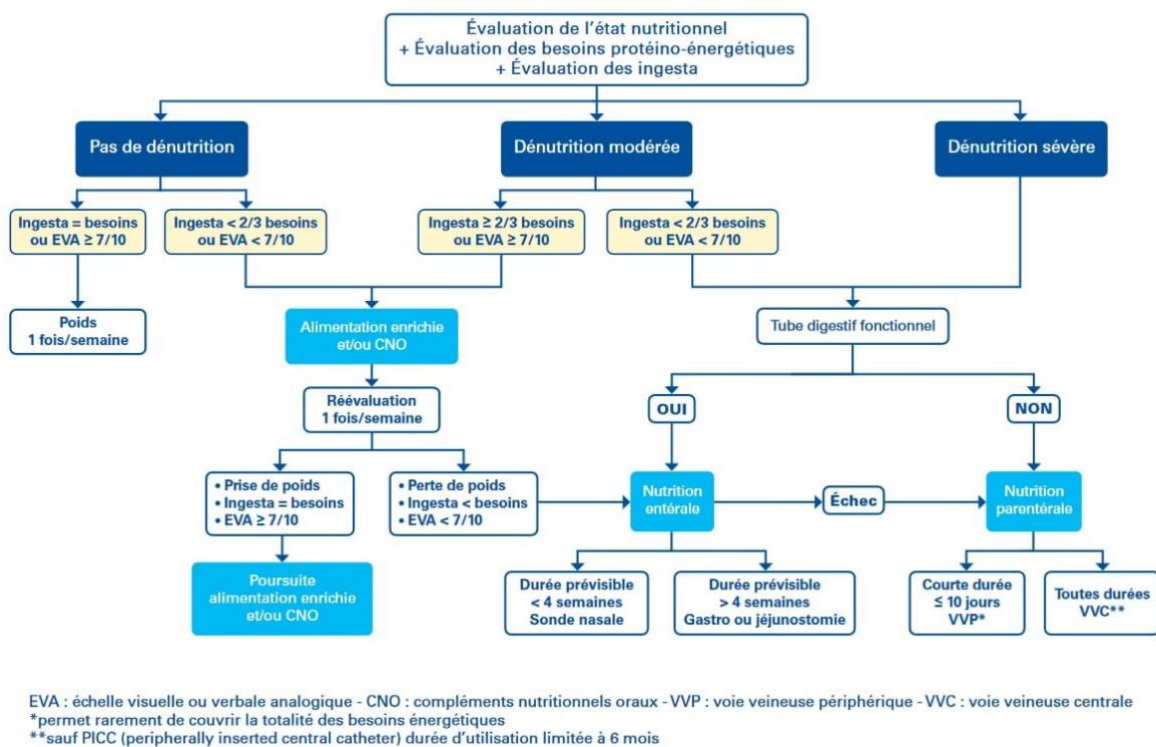 Évaluation de l'état nutritionnel
+ Évaluation des besoins protéino-énergétiques
+ Évaluation des ingesta
Pas de dénutrition
Dénutrition modérée
Dénutrition sévère
Ingesta = besoins
ou EVA ≥ 7/10
Ingesta < 2/3 besoins
ou EVA < 7/10
Ingesta ≥ 2/3 besoins
ou EVA ≥ 7/10
Ingesta < 2/3 besoins
ou EVA < 7/10
Poids
1 fois/semaine
Alimentation enrichie
et/ou CNO
Tube digestif fonctionnel
Réévaluation
1 fois/semaine
OUI
NON
• Prise de poids
• Ingesta = besoins
• EVA ≥ 7/10
• Perte de poids
• Ingesta < besoins
• EVA < 7/10
Nutrition
entérale
Échec
Nutrition
parentérale
Poursuite
alimentation enrichie
et/ou CNO
Durée prévisible
< 4 semaines
Sonde nasale
Durée prévisible
> 4 semaines
Gastro ou jéjunostomie
Courte durée
≤ 10 jours
VVP*
Toutes durées
VVC**
EVA : échelle visuelle ou verbale analogique - CNO : compléments nutritionnels oraux - VVP : voie veineuse périphérique - VVC : voie veineuse centrale
*permet rarement de couvrir la totalité des besoins énergétiques
**sauf PICC (peripherally inserted central catheter) durée d'utilisation limitée à 6 mois